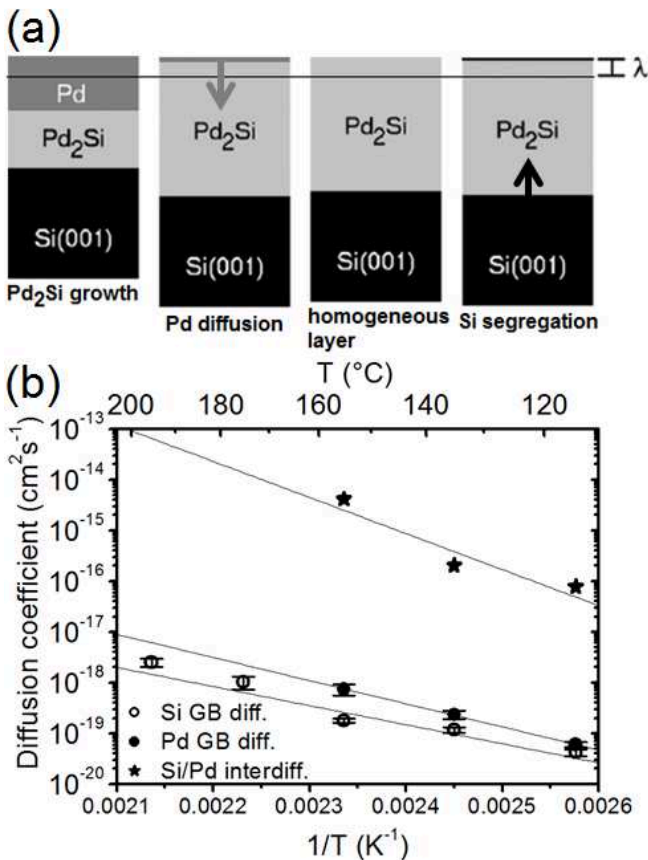 (a)
Pd
Pd2Si
Si(001)
Pd2Si growth
Pd2Si
Si(001)
Pd diffusion
Pd2Si
Si(001)
homogeneous
layer
Pd2Si
Si(001)
Si segregation
λ
(b)
T (°C)
200 180 160 140 120
Diffusion coefficient (cm²s⁻¹)
10⁻¹³
10⁻¹⁴
10⁻¹⁵
10⁻¹⁶
10⁻¹⁷
10⁻¹⁸
10⁻¹⁹
10⁻²⁰
Si GB diff.
Pd GB diff.
Si/Pd interdiff.
0.0021 0.0022 0.0023 0.0024 0.0025 0.0026
1/T (K⁻¹)